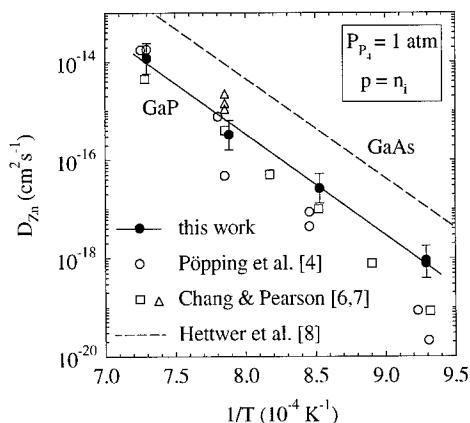 10⁻¹⁴
10⁻¹⁶
10⁻¹⁸
10⁻²⁰
D_Zn (cm²s⁻¹)
P_P₄ = 1 atm
p = nᵢ
GaP
GaAs
this work
Pöpping et al. [4]
Chang & Pearson [6,7]
Hettwer et al. [8]
7.0 7.5 8.0 8.5 9.0 9.5
1/T (10⁻⁴ K⁻¹)